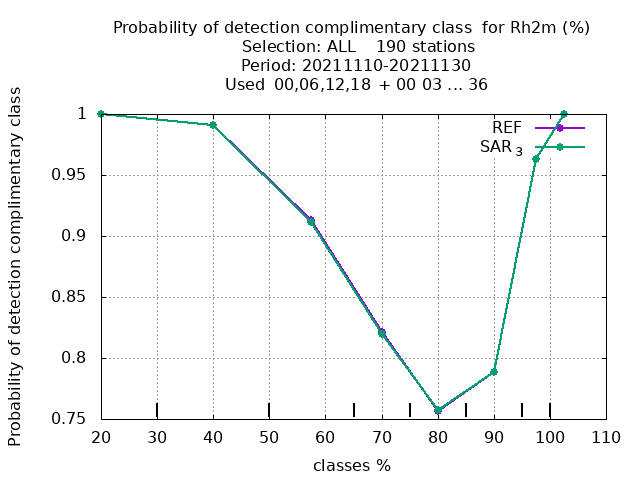 Probability of detection complimentary class  for Rh2m (%)
Selection: ALL    190 stations
Period: 20211110-20211130
Used  00,06,12,18 + 00 03 ... 36
Probability of detection complimentary class
1
0.95
0.9
0.85
0.8
0.75
REF
SAR 3
20 30 40 50 60 70 80 90 100 110
classes %